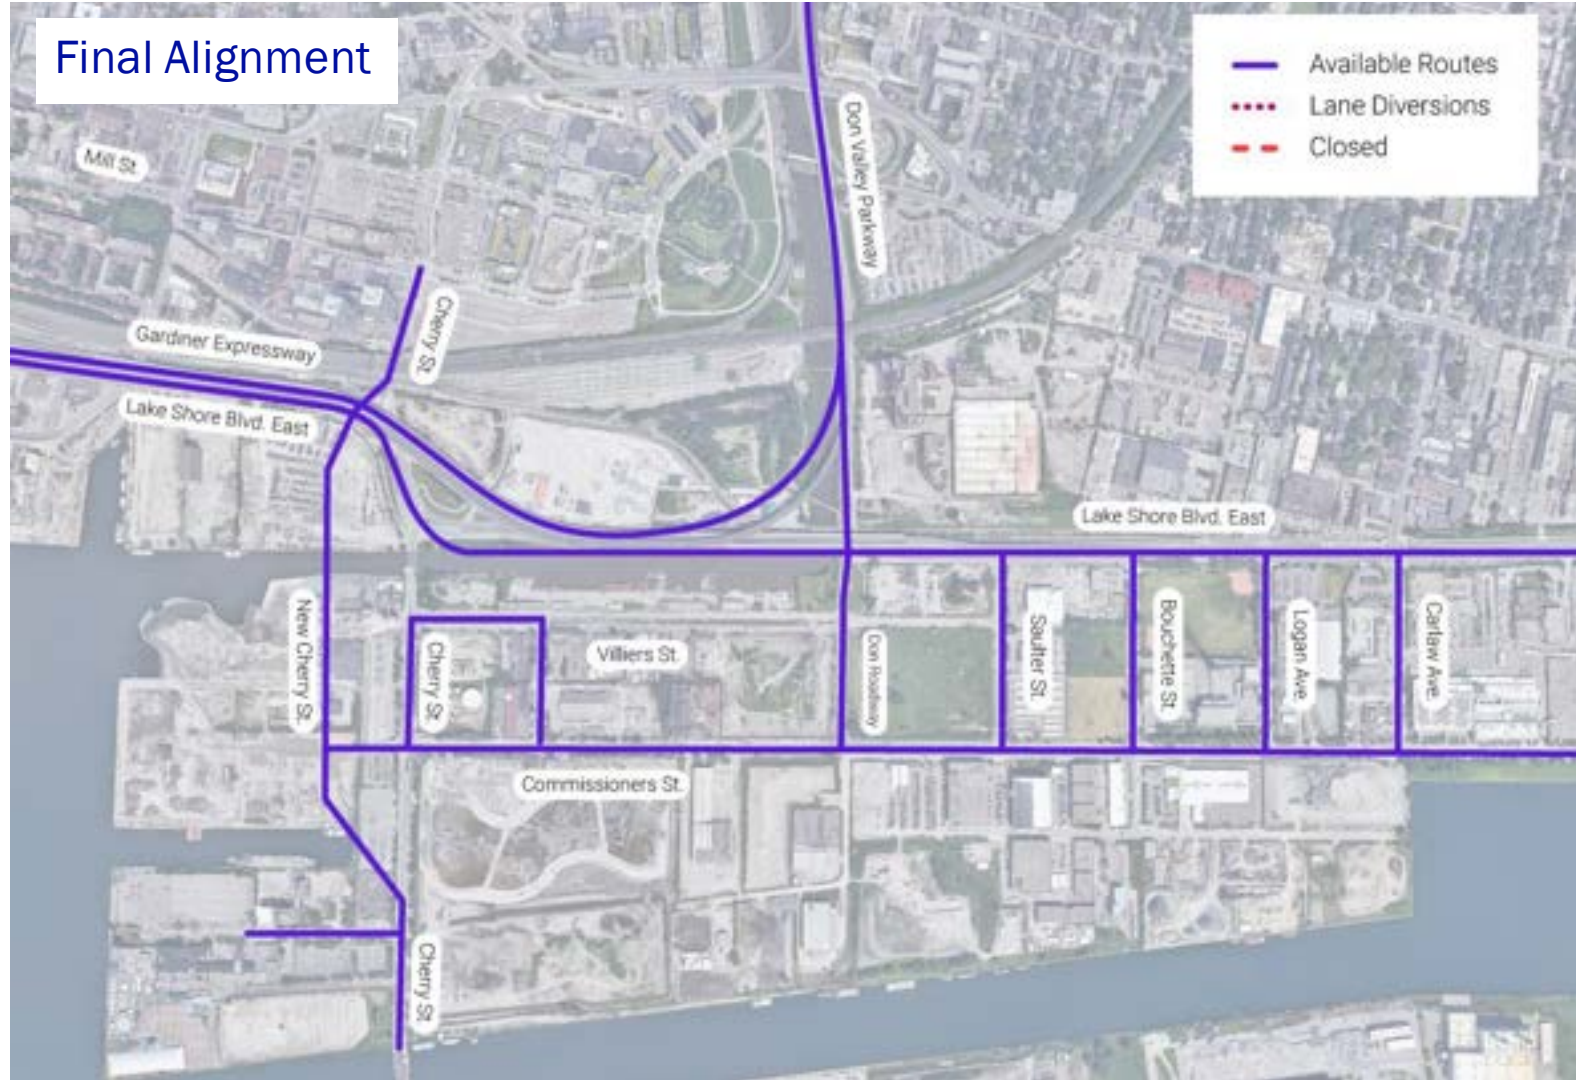 Final Alignment
Available Routes
Lane Diversions
Closed
Mill St.
Don Valley Parkway
Cherry St.
Gardiner Expressway
Lake Shore Blvd. East
Lake Shore Blvd. East
New Cherry St.
Cherry St
Villiers St.
Don Roadway
Saulter St.
Bouchette St.
Logan Ave.
Carlaw Ave.
Commissioners St.
Cherry St